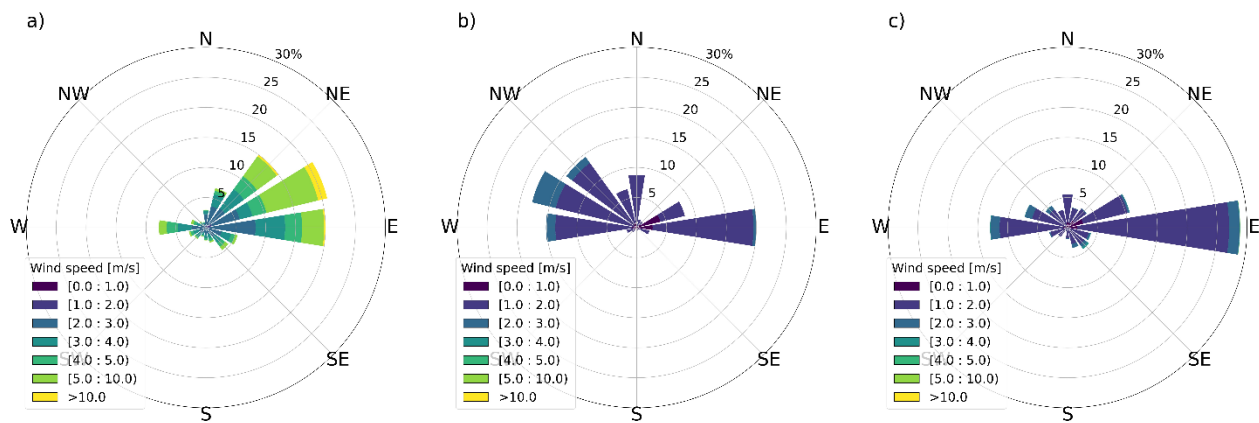 a)
N
30%
25
20
15
10
5
NE
E
SE
S
SW
W
NW
Wind speed [m/s]
[0.0 : 1.0)
[1.0 : 2.0)
[2.0 : 3.0)
[3.0 : 4.0)
[4.0 : 5.0)
[5.0 : 10.0)
>10.0
b)
N
30%
25
20
15
10
5
NE
E
SE
S
SW
W
NW
Wind speed [m/s]
[0.0 : 1.0)
[1.0 : 2.0)
[2.0 : 3.0)
[3.0 : 4.0)
[4.0 : 5.0)
[5.0 : 10.0)
>10.0
c)
N
30%
25
20
15
10
5
NE
E
SE
S
SW
W
NW
Wind speed [m/s]
[0.0 : 1.0)
[1.0 : 2.0)
[2.0 : 3.0)
[3.0 : 4.0)
[4.0 : 5.0)
[5.0 : 10.0)
>10.0